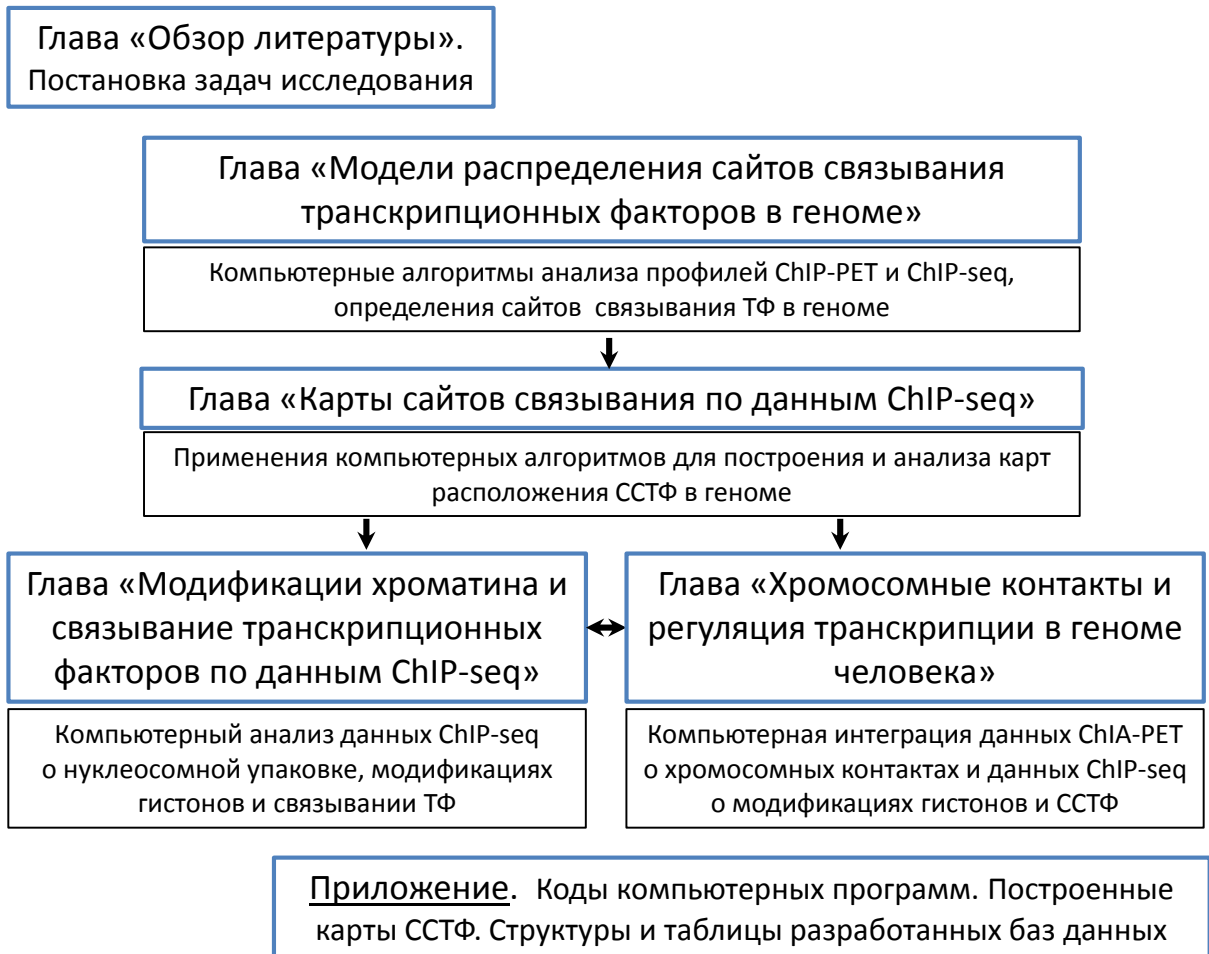 Глава «Обзор литературы».
Постановка задач исследования
Глава «Модели распределения сайтов связывания
транскрипционных факторов в геноме»
Компьютерные алгоритмы анализа профилей ChIP-PET и ChIP-seq,
определения сайтов связывания ТФ в геноме
Глава «Карты сайтов связывания по данным ChIP-seq»
Применения компьютерных алгоритмов для построения и анализа карт
расположения ССТФ в геноме
Глава «Модификации хроматина и
связывание транскрипционных
факторов по данным ChIP-seq»
Компьютерный анализ данных ChIP-seq
о нуклеосомной упаковке, модификациях
гистонов и связывании ТФ
Глава «Хромосомные контакты и
регуляция транскрипции в геноме
человека»
Компьютерная интеграция данных ChIA-PET
о хромосомных контактах и данных ChIP-seq
о модификациях гистонов и ССТФ
Приложение. Коды компьютерных программ. Построенные
карты ССТФ. Структуры и таблицы разработанных баз данных